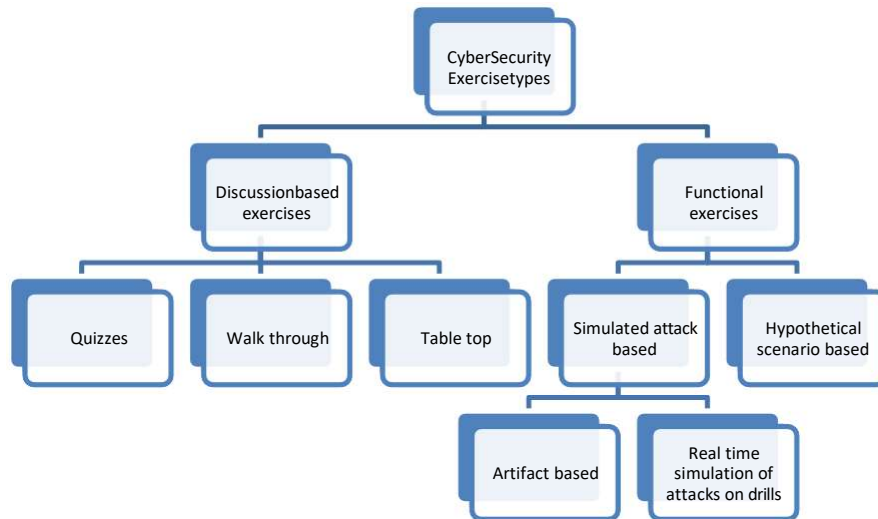 CyberSecurity
Exercisetypes
Discussionbased
exercises
Functional
exercises
Quizzes
Walk through
Table top
Simulated attack
based
Hypothetical
scenario based
Artifact based
Real time
simulation of
attacks on drills